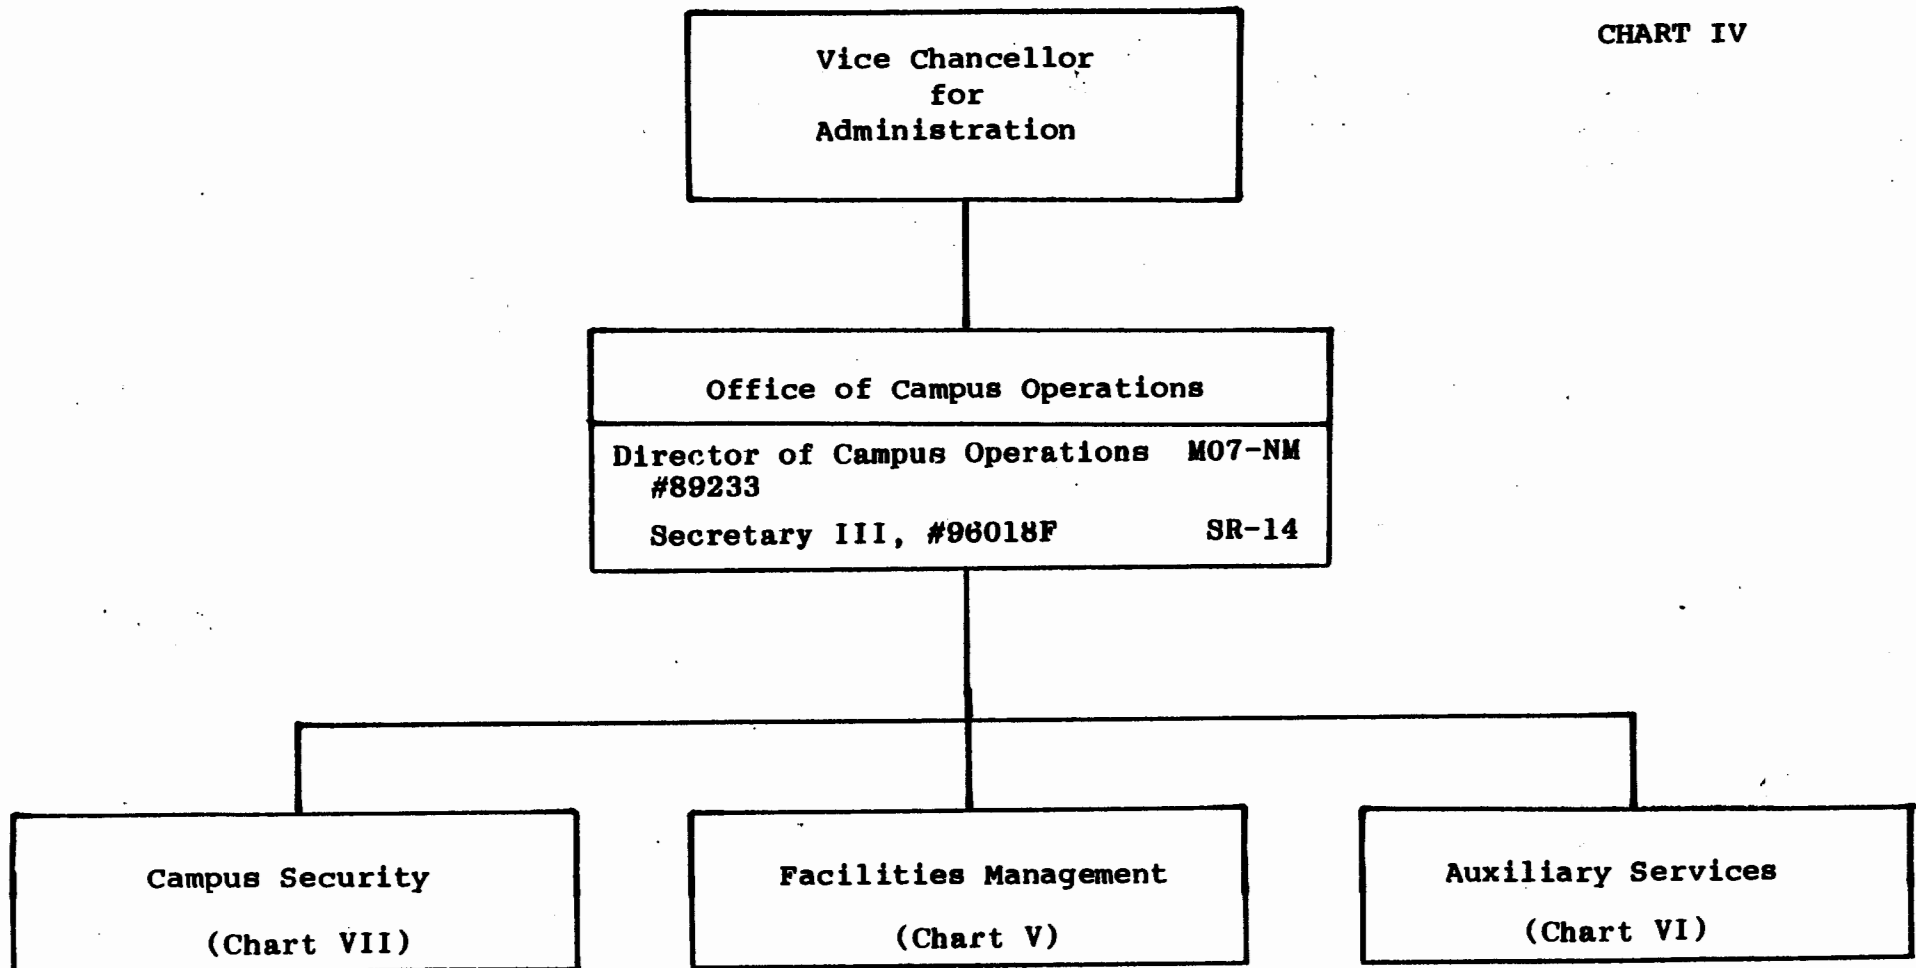 CHART IV
Vice Chancellor
for
Administration
Office of Campus Operations
Director of Campus Operations M07-NM
#89233
Secretary III, #96018F SR-14
Campus Security
(Chart VII)
Facilities Management
(Chart V)
Auxiliary Services
(Chart VI)